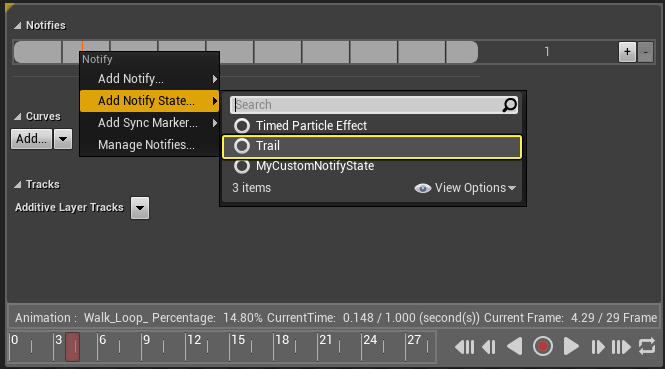 Notifies
1 + -
Notify
Add Notify...
Add Notify State...
Add Sync Marker...
Manage Notifies...
Search
Timed Particle Effect
Trail
MyCustomNotifyState
3 items View Options
Curves
Add...
Tracks
Additive Layer Tracks
Animation : Walk_Loop_ Percentage: 14.80% CurrentTime: 0.148 / 1.000 (second(s)) Current Frame: 4.29 / 29 Frame
0 3 6 9 12 15 18 21 24 27